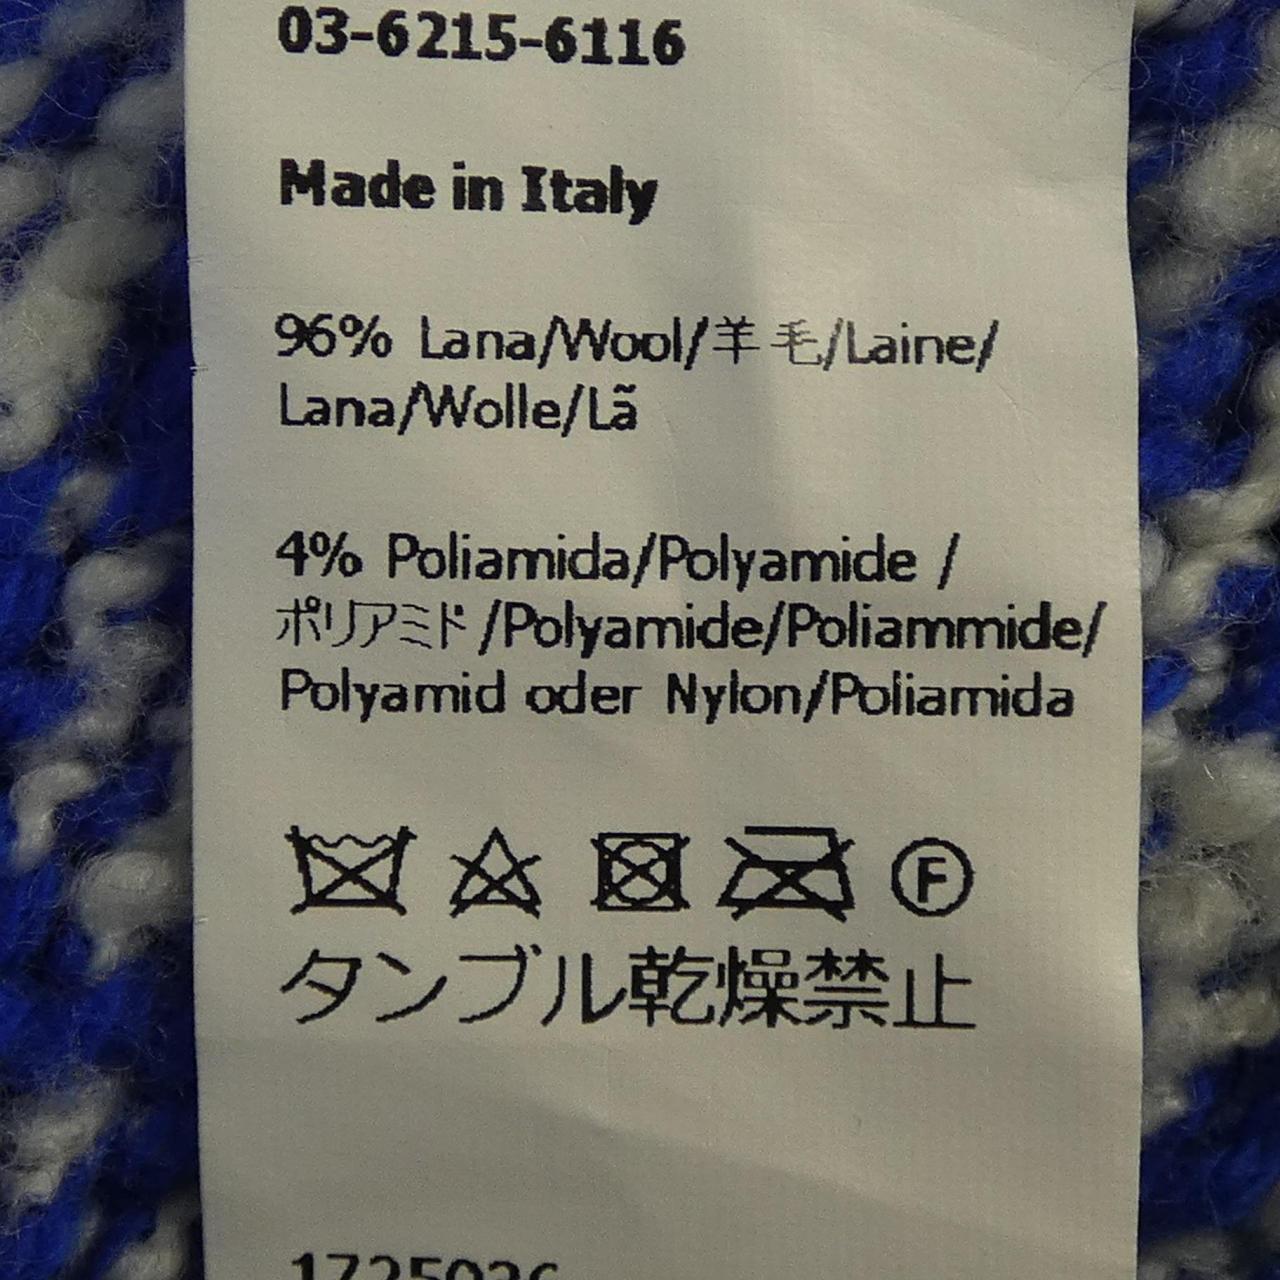 03-6215-6116
Made in Italy
96% Lana/Wool/羊毛/Laine/
Lana/Wolle/Lã
4% Poliamida/Polyamide /
ポリアミド/Polyamide/Poliammide/
Polyamid oder Nylon/Poliamida
F
タンブル乾燥禁止